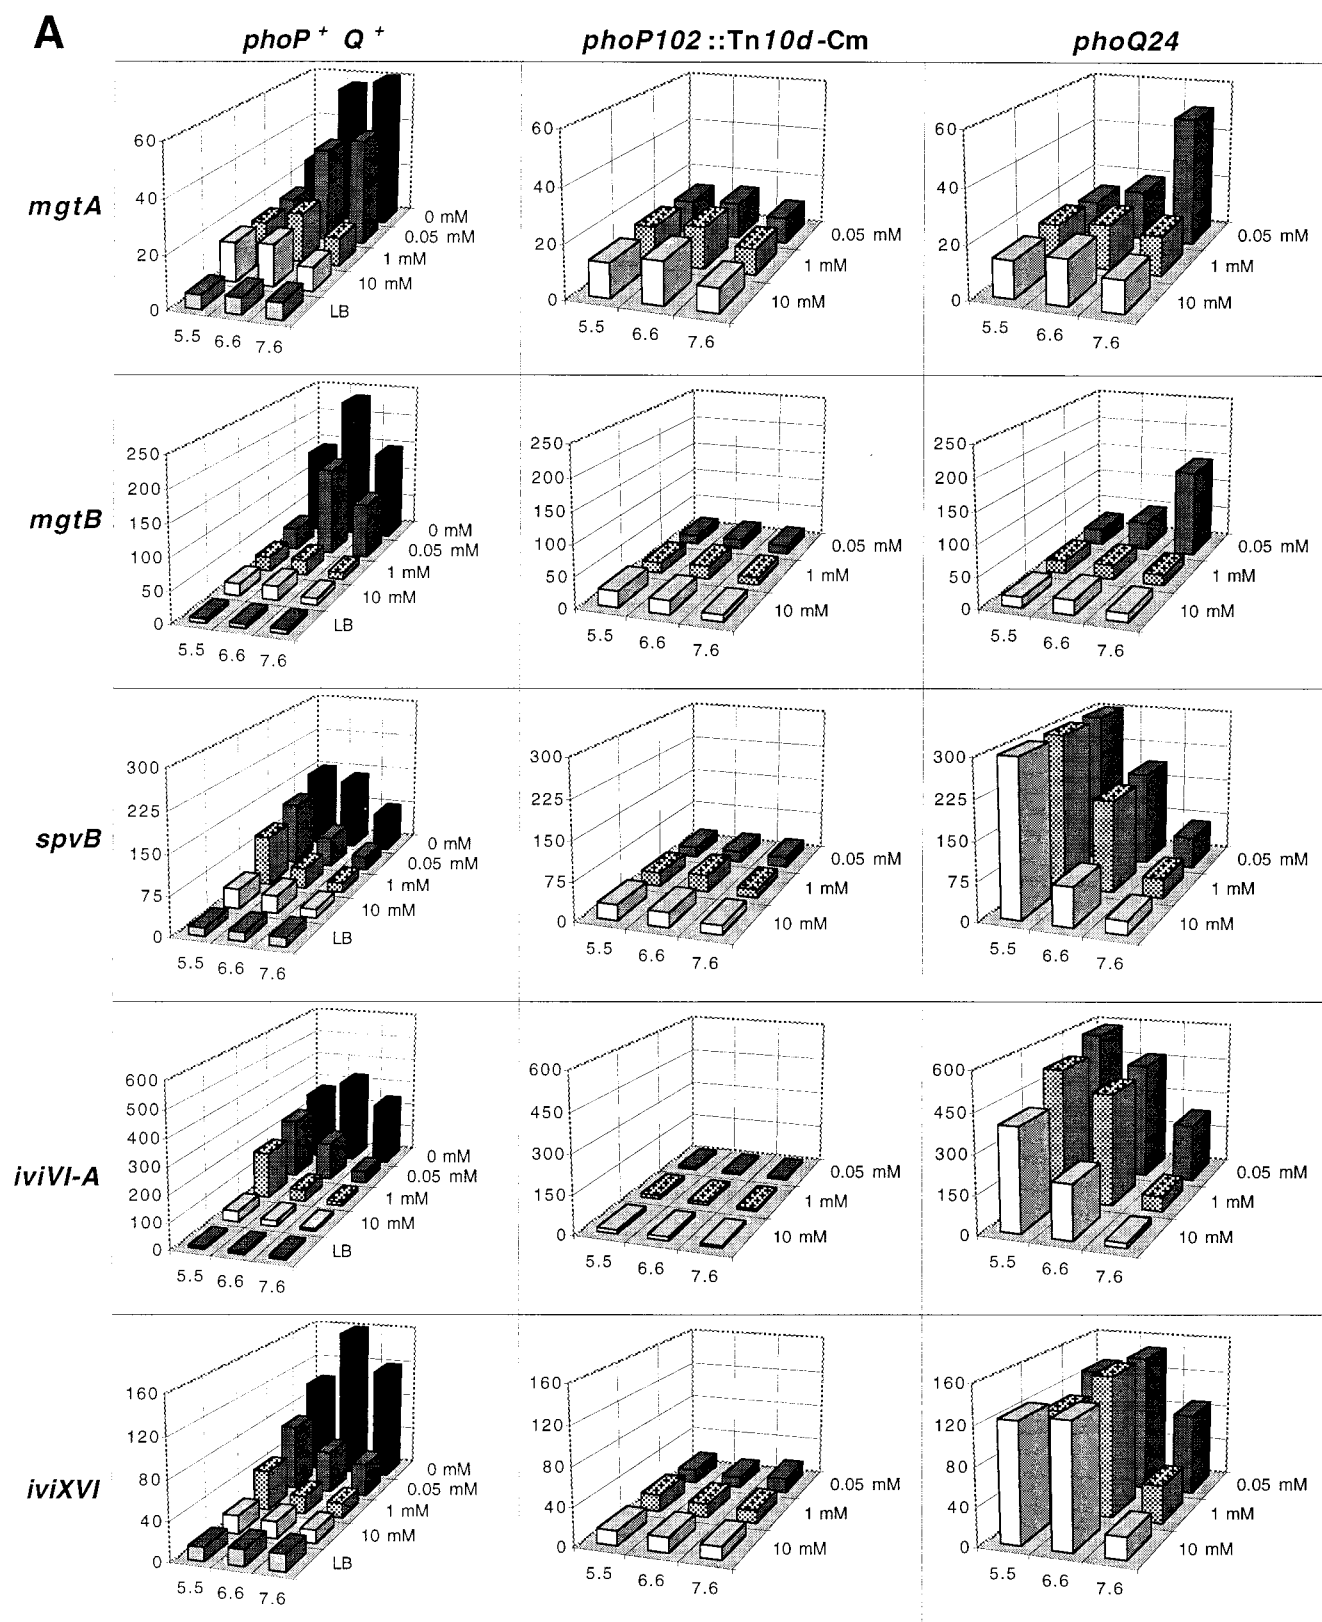 A
phoP + Q +
phoP102::Tn10d-Cm
phoQ24
mgtA
60
40
20
0
5.5 6.6 7.6
0 mM
0.05 mM
1 mM
10 mM
LB
60
40
20
0
5.5 6.6 7.6
0.05 mM
1 mM
10 mM
60
40
20
0
5.5 6.6 7.6
0.05 mM
1 mM
10 mM
mgtB
250
200
150
100
50
0
5.5 6.6 7.6
0 mM
0.05 mM
1 mM
10 mM
LB
250
200
150
100
50
0
5.5 6.6 7.6
0.05 mM
1 mM
10 mM
250
200
150
100
50
0
5.5 6.6 7.6
0.05 mM
1 mM
10 mM
spvB
300
225
150
75
0
5.5 6.6 7.6
0 mM
0.05 mM
1 mM
10 mM
LB
300
225
150
75
0
5.5 6.6 7.6
0.05 mM
1 mM
10 mM
300
225
150
75
0
5.5 6.6 7.6
0.05 mM
1 mM
10 mM
iviVI-A
600
500
400
300
200
100
0
5.5 6.6 7.6
0 mM
0.05 mM
1 mM
10 mM
LB
600
450
300
150
0
5.5 6.6 7.6
0.05 mM
1 mM
10 mM
600
450
300
150
0
5.5 6.6 7.6
0.05 mM
1 mM
10 mM
iviXVI
160
120
80
40
0
5.5 6.6 7.6
0 mM
0.05 mM
1 mM
10 mM
LB
160
120
80
40
0
5.5 6.6 7.6
0.05 mM
1 mM
10 mM
160
120
80
40
0
5.5 6.6 7.6
0.05 mM
1 mM
10 mM